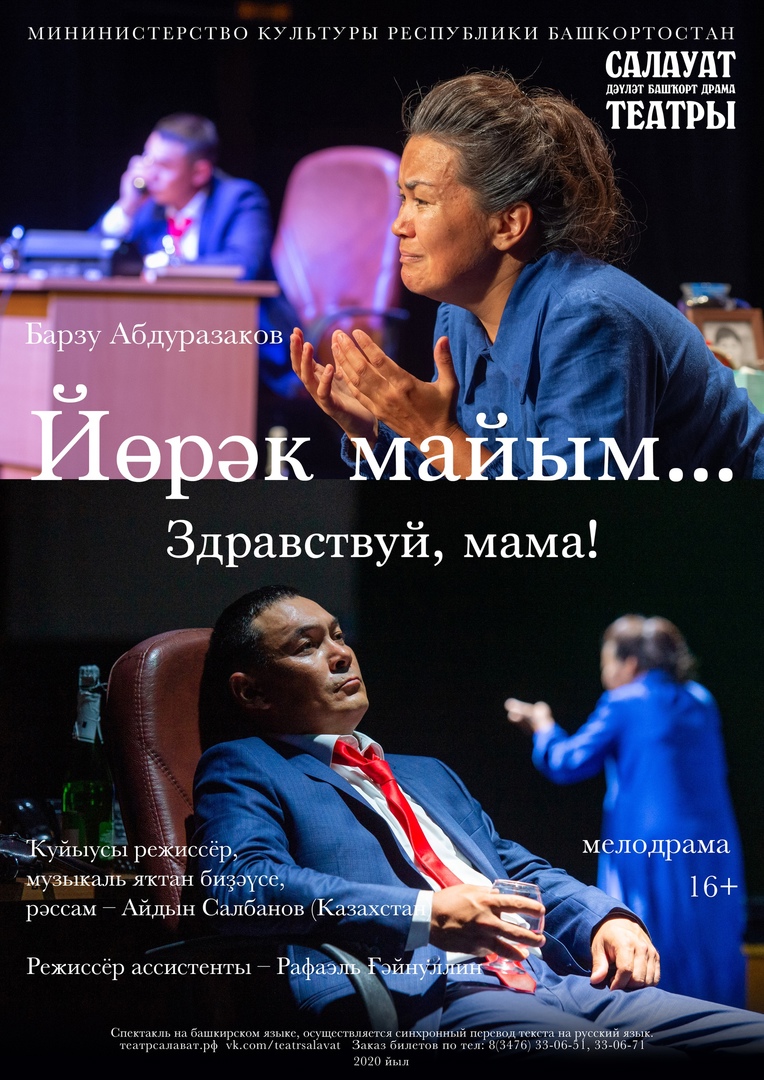 МИНИНИСТЕРСТВО КУЛЬТУРЫ РЕСПУБЛИКИ БАШКОРТОСТАН
САЛАУАТ
ДӘҮЛӘТ БАШҠОРТ ДРАМА
ТЕАТРЫ
Барзу Абдуразаков
Йөрәк майым...
Здравствуй, мама!
Ҡуйыусы режиссёр,
музыкаль яҡтан биҙәүсе,
рәссам – Айдын Салбанов (Казахстан)
мелодрама
16+
Режиссёр ассистенты – Рафаэль Ғәйнуллин
Спектакль на башкирском языке, осуществляется синхронный перевод текста на русский язык.
театрсалават.рф vk.com/teatrsalavat Заказ билетов по тел: 8(3476) 33-06-51, 33-06-71
2020 йыл